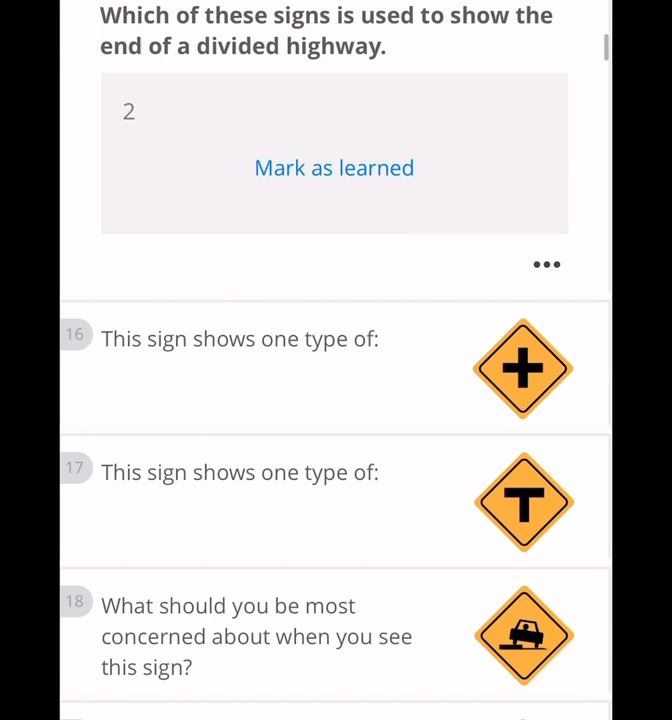 Which of these signs is used to show the
end of a divided highway.
2
Mark as learned
16
This sign shows one type of:
17
This sign shows one type of:
18
What should you be most
concerned about when you see
this sign?